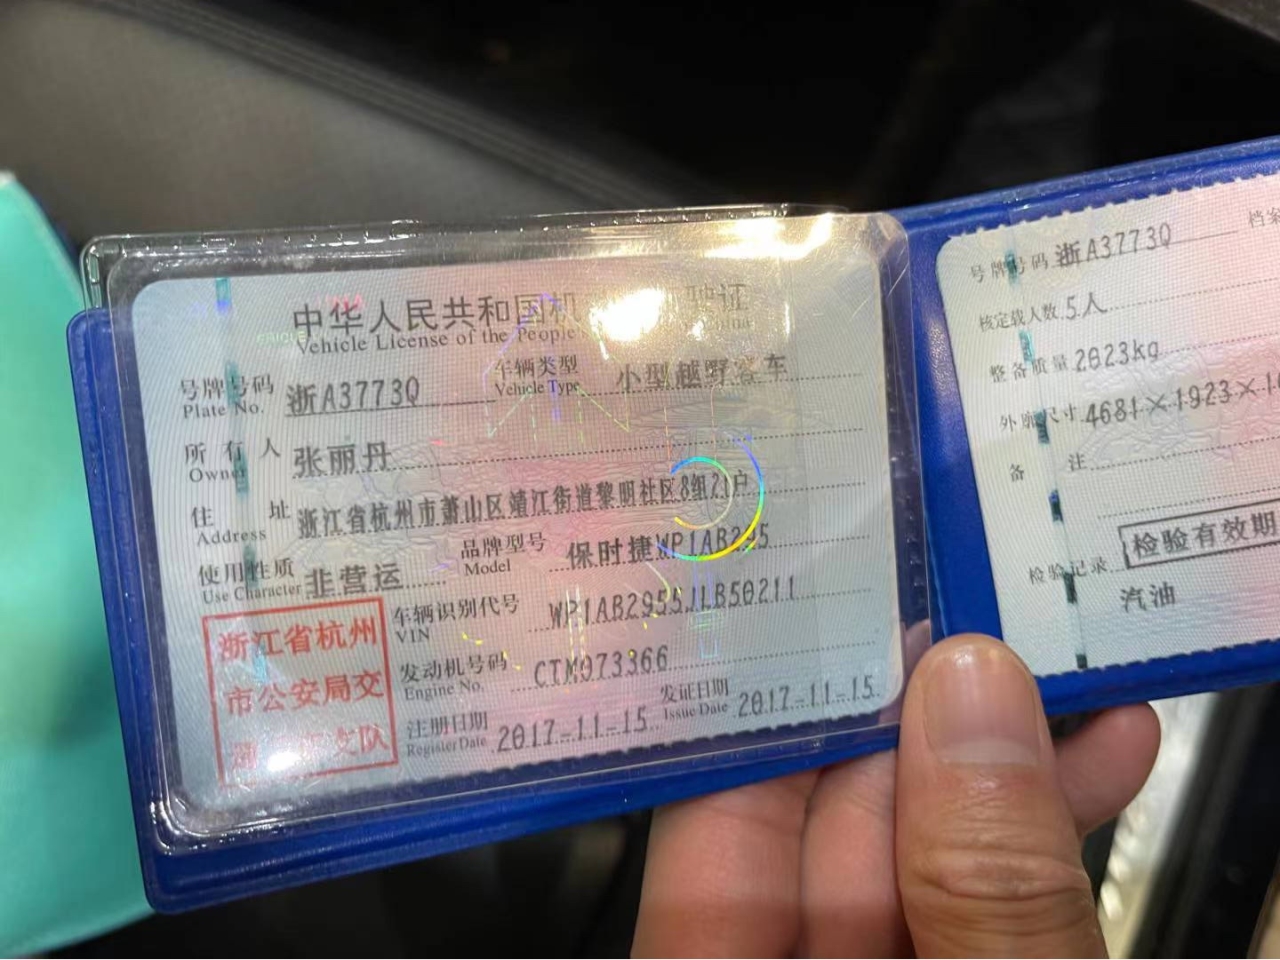 中华人民共和国机 驶证
Vehicle License of the People
号牌号码 浙A3773Q 车辆类型 小型越野客车
Plate No. Vehicle Type
所有人 张丽丹
Owner
住址 浙江省杭州市萧山区靖江街道黎明社区8组21户
Address
使用性质 非营运 品牌型号 保时捷WP1AB295
Use Character Model
浙江省杭州
市公安局交
支队
车辆识别代号 WP1AB2955JLB50211
VIN
发动机号码 CTM073366
Engine No.
注册日期 2017-11-15 发证日期 2017-11-15
Register Date Issue Date
号牌号码 浙A3773Q 档案
核定载人数 5人
整备质量 2023kg
外廓尺寸 4681×1923×1
备注
检验记录 检验有效期
汽油